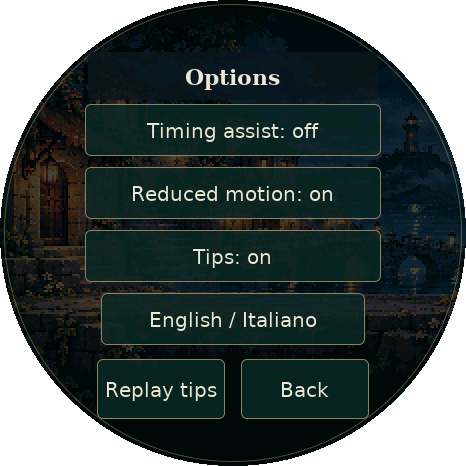 Options
Timing assist: off
Reduced motion: on
Tips: on
English / Italiano
Replay tips
Back